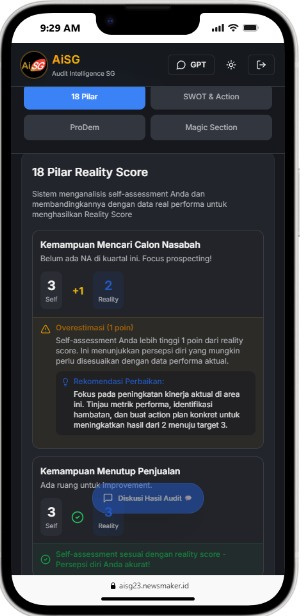 9:29 AM
AiSG
AiSG
Audit Intelligence SG
GPT
18 Pilar
SWOT & Action
ProDem
Magic Section
18 Pilar Reality Score
Sistem menganalisis self-assessment Anda dan
membandingkannya dengan data real performa untuk
menghasilkan Reality Score
Kemampuan Mencari Calon Nasabah
Belum ada NA di kuartal ini. Focus prospecting!
3 +1 2
Self Reality
Overestimasi (1 poin)
Self-assessment Anda lebih tinggi 1 poin dari reality
score. Ini menunjukkan persepsi diri yang mungkin
perlu disesuaikan dengan data performa aktual.
Rekomendasi Perbaikan:
Fokus pada peningkatan kinerja aktual di area
ini. Tinjau metrik performa, identifikasi
hambatan, dan buat action plan konkret untuk
meningkatkan hasil dari 2 menuju target 3.
Kemampuan Menutup Penjualan
Ada ruang untuk improvement.
Diskusi Hasil Audit
3 3
Self Reality
Self-assessment sesuai dengan reality score -
Persepsi diri Anda akurat!
aisg23.newsmaker.id